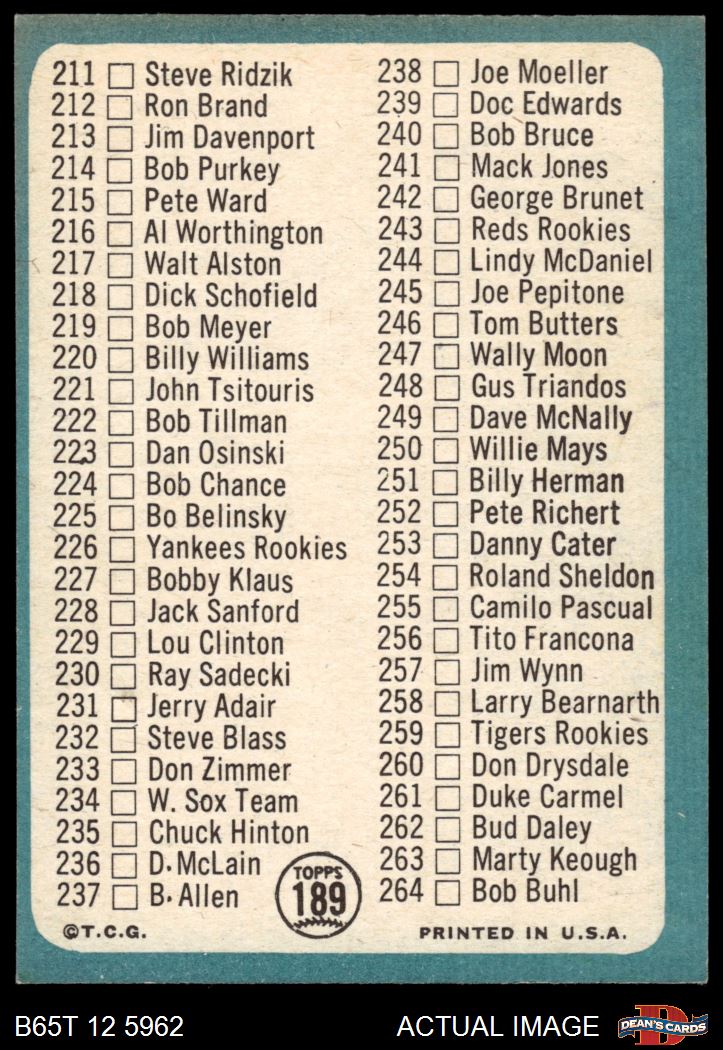 211 Steve Ridzik
212 Ron Brand
213 Jim Davenport
214 Bob Purkey
215 Pete Ward
216 Al Worthington
217 Walt Alston
218 Dick Schofield
219 Bob Meyer
220 Billy Williams
221 John Tsitouris
222 Bob Tillman
223 Dan Osinski
224 Bob Chance
225 Bo Belinsky
226 Yankees Rookies
227 Bobby Klaus
228 Jack Sanford
229 Lou Clinton
230 Ray Sadecki
231 Jerry Adair
232 Steve Blass
233 Don Zimmer
234 W. Sox Team
235 Chuck Hinton
236 D. McLain
237 B. Allen
©T.C.G.
TOPPS
189
238 Joe Moeller
239 Doc Edwards
240 Bob Bruce
241 Mack Jones
242 George Brunet
243 Reds Rookies
244 Lindy McDaniel
245 Joe Pepitone
246 Tom Butters
247 Wally Moon
248 Gus Triandos
249 Dave McNally
250 Willie Mays
251 Billy Herman
252 Pete Richert
253 Danny Cater
254 Roland Sheldon
255 Camilo Pascual
256 Tito Francona
257 Jim Wynn
258 Larry Bearnarth
259 Tigers Rookies
260 Don Drysdale
261 Duke Carmel
262 Bud Daley
263 Marty Keough
264 Bob Buhl
PRINTED IN U.S.A.
B65T 12 5962
ACTUAL IMAGE
D
DEAN'S CARDS